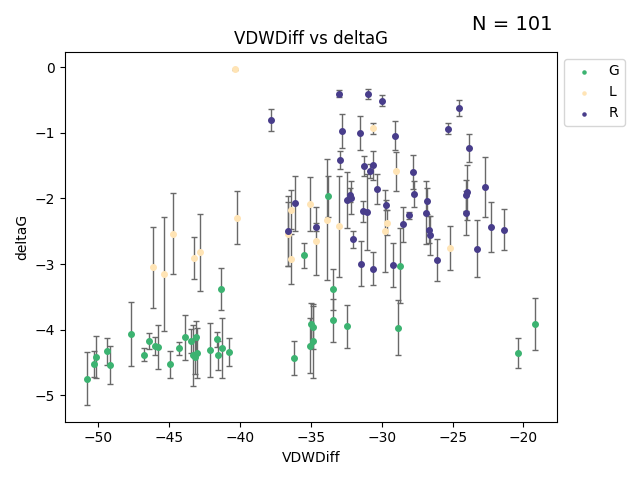 N = 101
VDWDiff vs deltaG
G
L
R
0
−1
−2
−3
−4
−5
deltaG
−50
−45
−40
−35
−30
−25
−20
VDWDiff